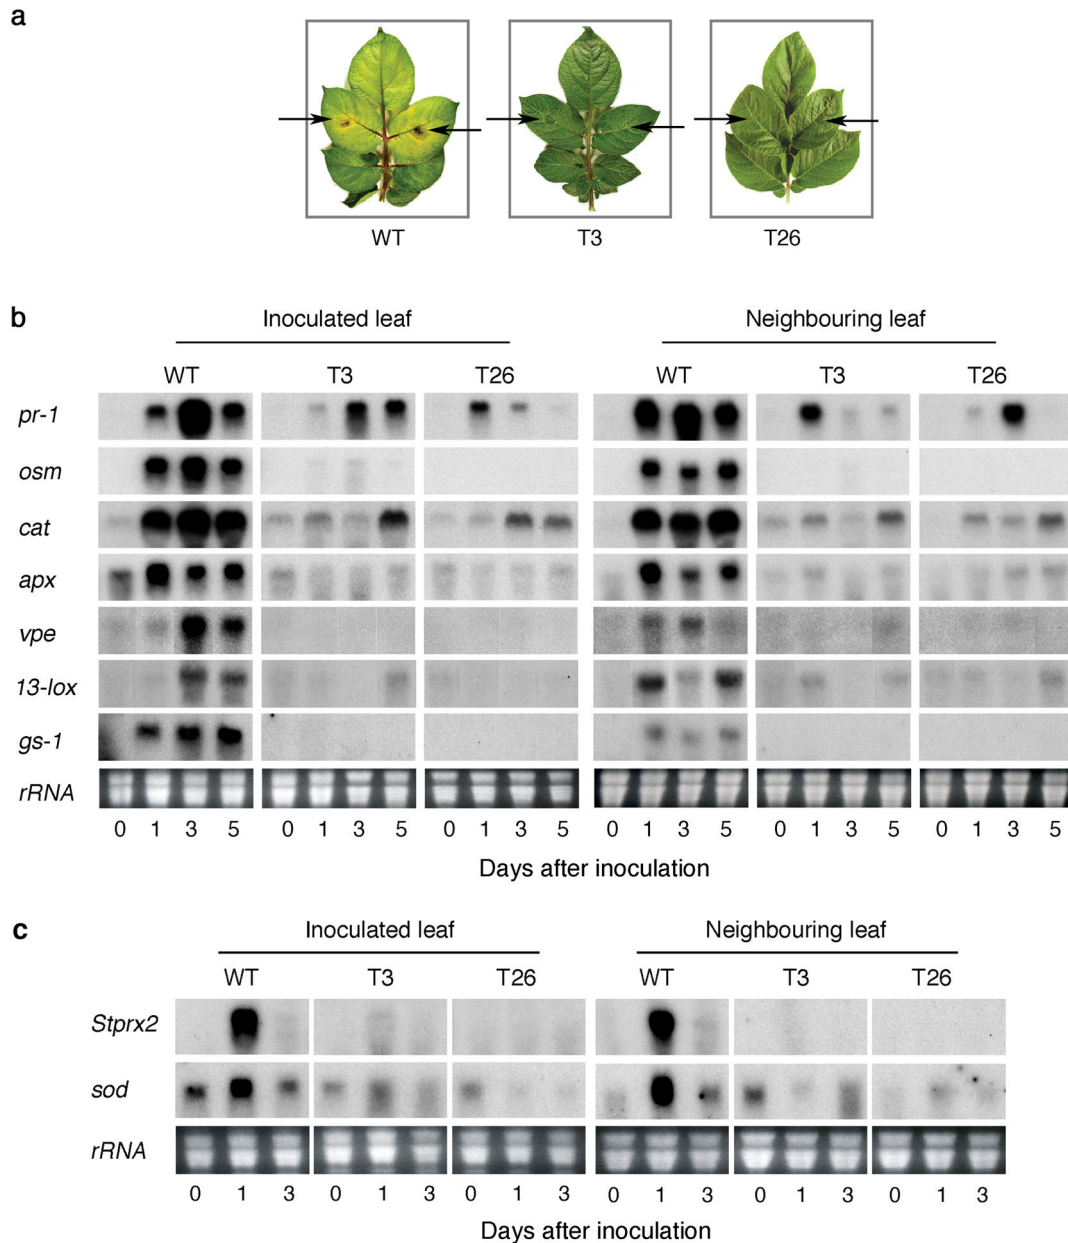 a
WT T3 T26
b
Inoculated leaf Neighbouring leaf
WT T3 T26 WT T3 T26
pr-1
osm
cat
apx
vpe
13-lox
gs-1
rRNA
0 1 3 5 0 1 3 5 0 1 3 5 0 1 3 5 0 1 3 5 0 1 3 5
Days after inoculation
c
Inoculated leaf Neighbouring leaf
WT T3 T26 WT T3 T26
Stprx2
sod
rRNA
0 1 3 0 1 3 0 1 3 0 1 3 0 1 3 0 1 3
Days after inoculation